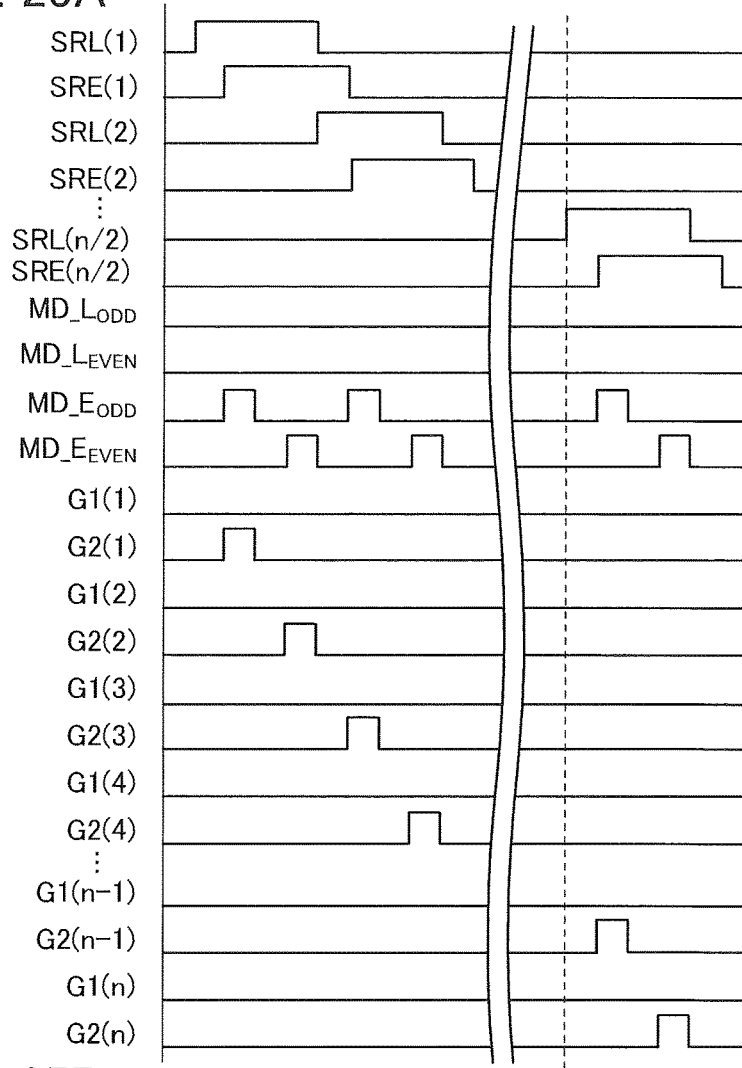 20A
SRL(1)
SRE(1)
SRL(2)
SRE(2)
⋮
SRL(n/2)
SRE(n/2)
MD_LODD
MD_LEVEN
MD_EODD
MD_EEVEN
G1(1)
G2(1)
G1(2)
G2(2)
G1(3)
G2(3)
G1(4)
G2(4)
⋮
G1(n-1)
G2(n-1)
G1(n)
G2(n)